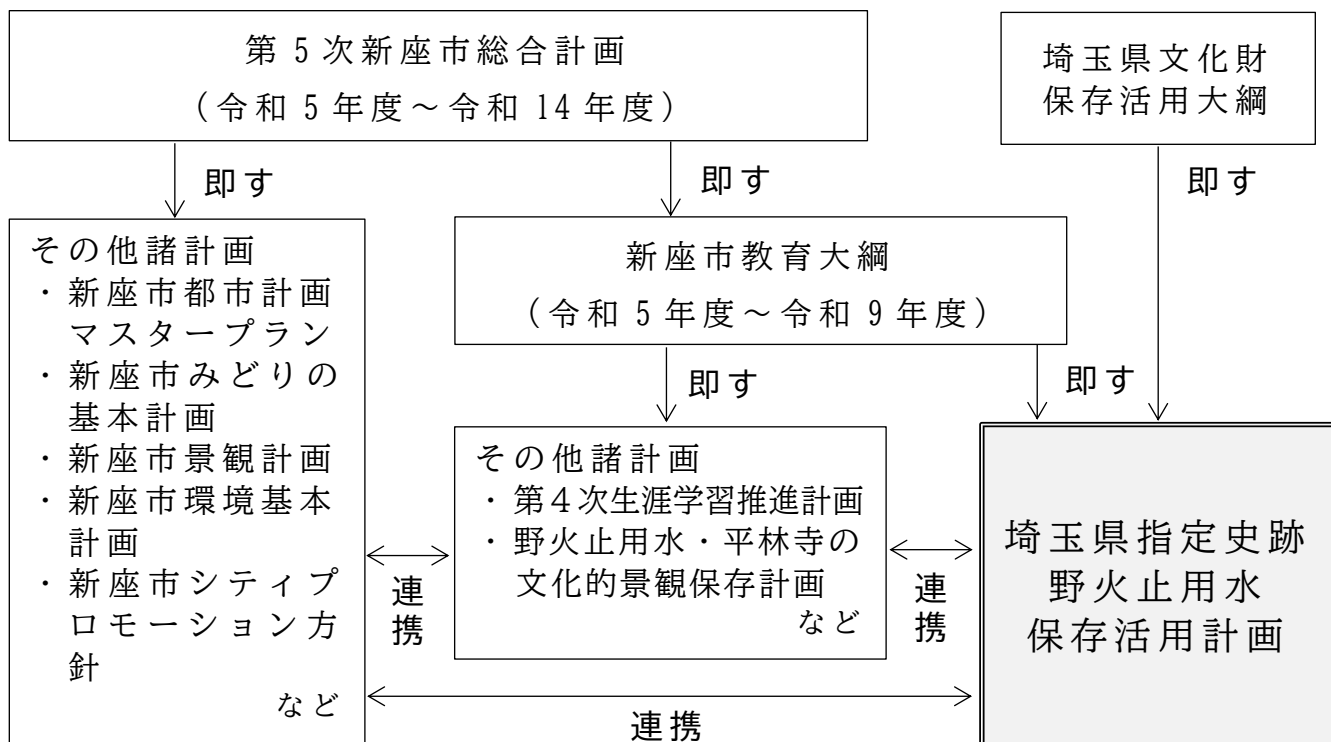 第5次新座市総合計画
（令和5年度～令和14年度）
埼玉県文化財
保存活用大綱
即す
即す
即す
その他諸計画
・新座市都市計画
マスタープラン
・新座市みどりの
基本計画
・新座市景観計画
・新座市環境基本
計画
・新座市シティプ
ロモーション方
針
など
新座市教育大綱
（令和5年度～令和9年度）
即す
即す
その他諸計画
・第４次生涯学習推進計画
・野火止用水・平林寺の
文化的景観保存計画
など
連携
連携
連携
埼玉県指定史跡
野火止用水
保存活用計画